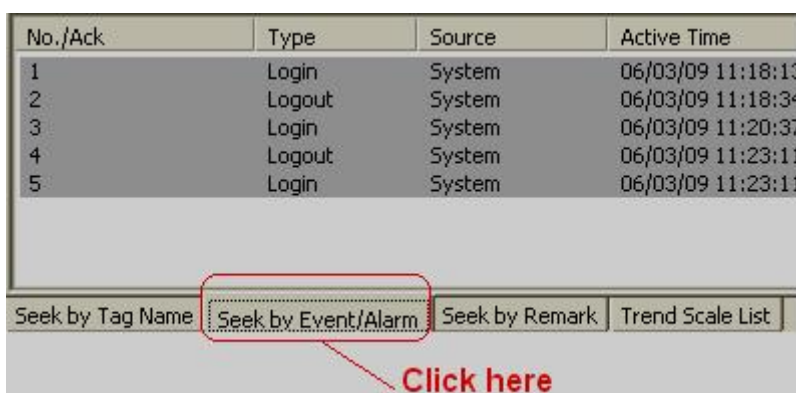 No./Ack Type Source Active Time
1 Login System 06/03/09 11:18:13
2 Logout System 06/03/09 11:18:34
3 Login System 06/03/09 11:20:37
4 Logout System 06/03/09 11:23:11
5 Login System 06/03/09 11:23:11
Seek by Tag Name Seek by Event/Alarm Seek by Remark Trend Scale List
Click here